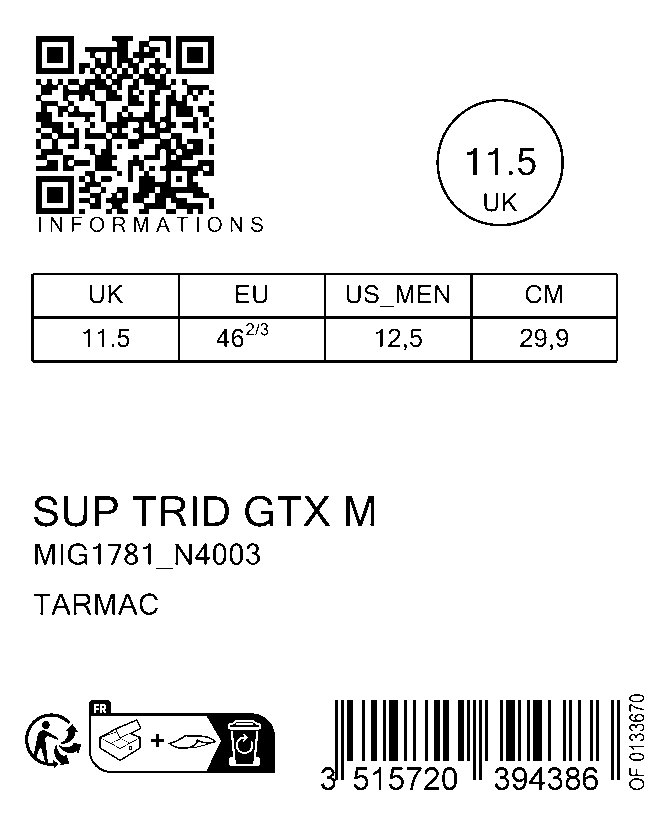 INFORMATIONS
11.5
UK
UK EU US_MEN CM
11.5 46 2/3 12,5 29,9
SUP TRID GTX M
MIG1781_N4003
TARMAC
FR
3 515720 394386
OF 0133670